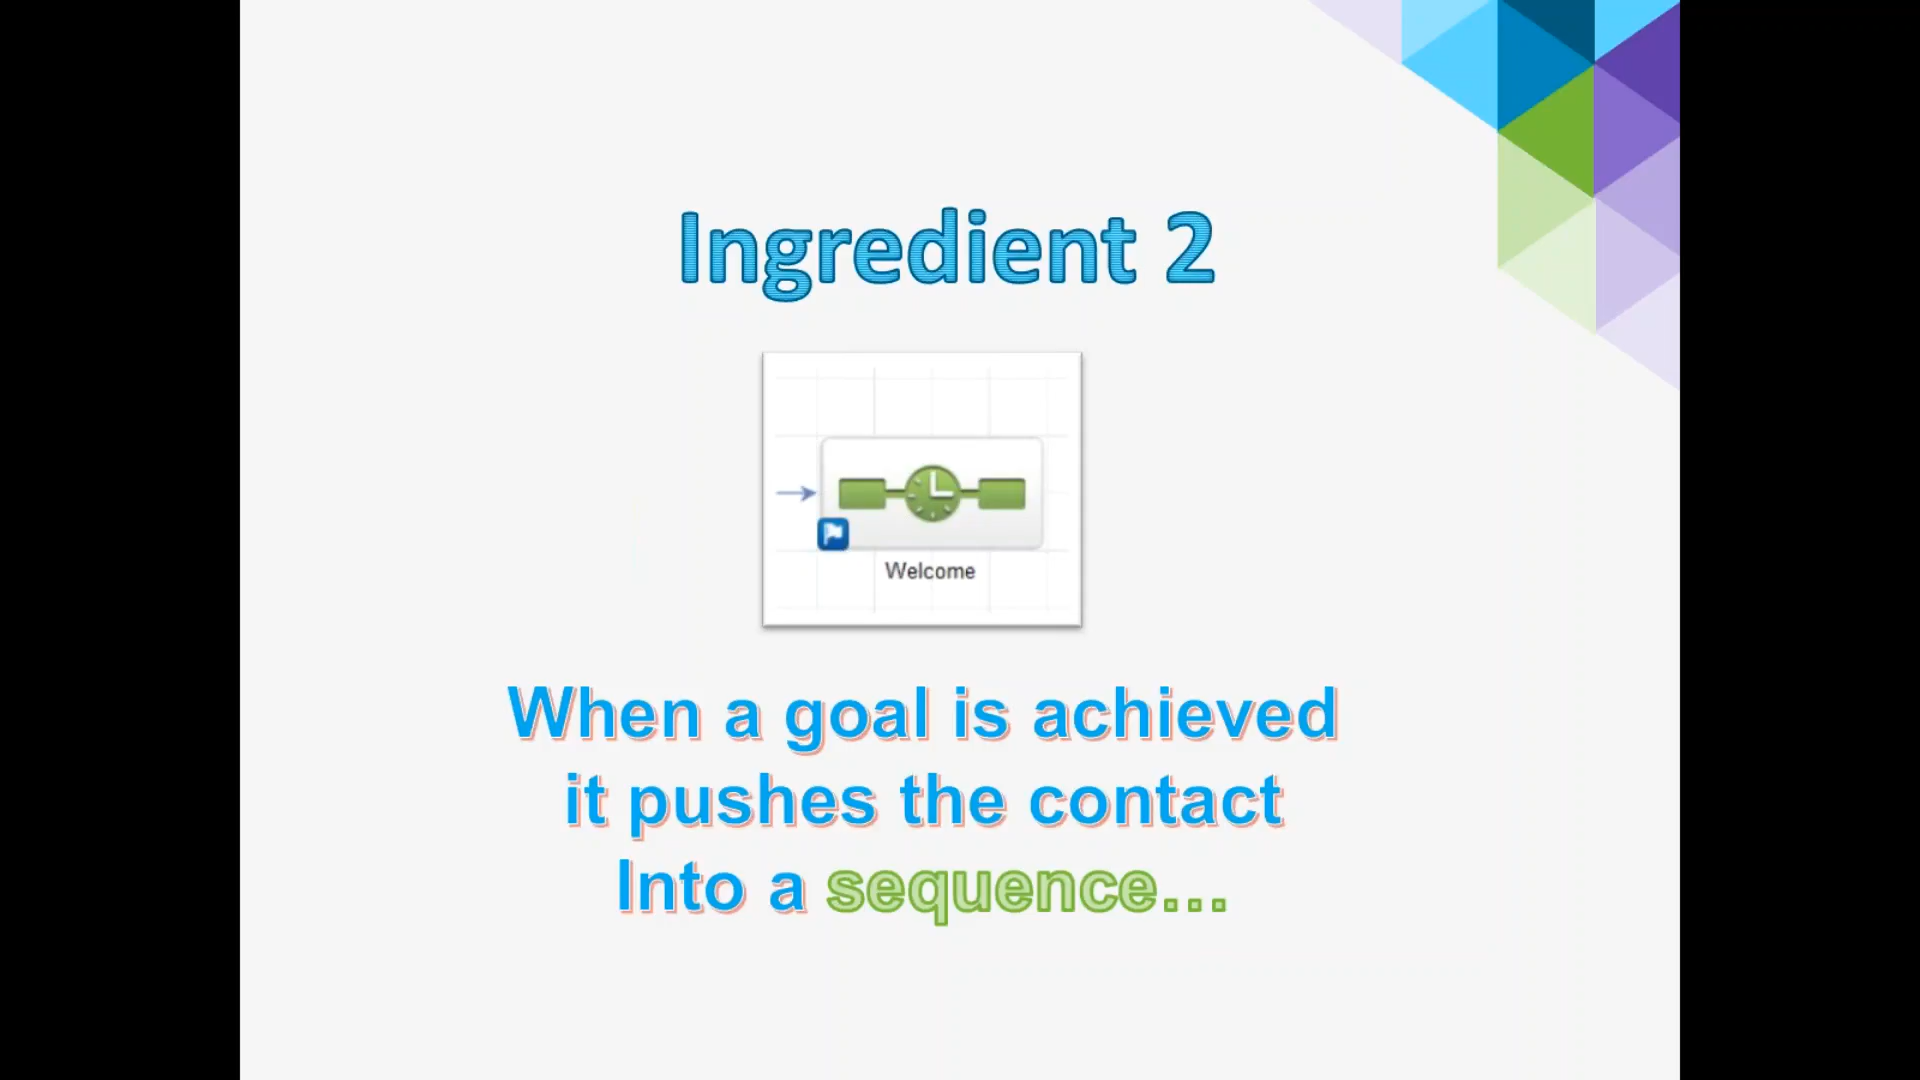 Ingredient 2
Welcome
When a goal is achieved
it pushes the contact
Into a sequence...